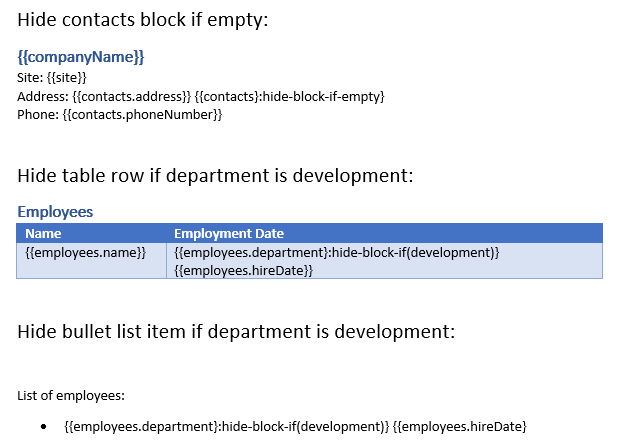 Hide contacts block if empty:
{{companyName}}
Site: {{site}}
Address: {{contacts.address}} {{contacts}:hide-block-if-empty}
Phone: {{contacts.phoneNumber}}
Hide table row if department is development:
Employees
Name Employment Date
{{employees.name}} {{employees.department}:hide-block-if(development)}
{{employees.hireDate}}
Hide bullet list item if department is development:
List of employees:
• {{employees.department}:hide-block-if(development)} {{employees.hireDate}